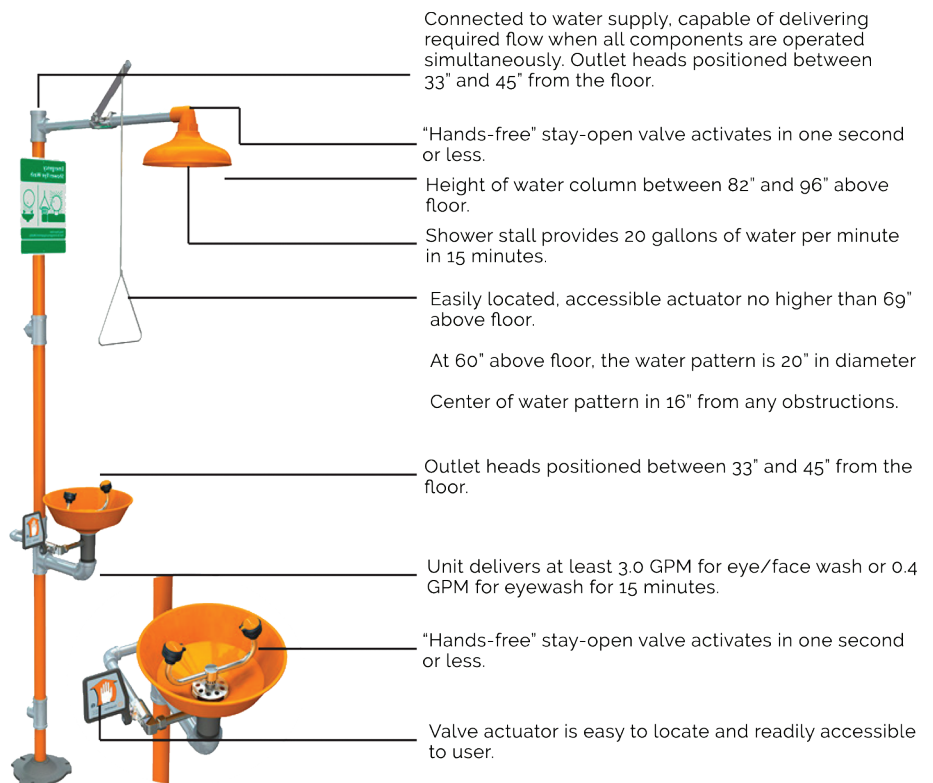 Connected to water supply, capable of delivering
required flow when all components are operated
simultaneously. Outlet heads positioned between
33” and 45” from the floor.
“Hands-free” stay-open valve activates in one second
or less.
Height of water column between 82” and 96” above
floor.
Shower stall provides 20 gallons of water per minute
in 15 minutes.
Easily located, accessible actuator no higher than 69”
above floor.
At 60” above floor, the water pattern is 20” in diameter
Center of water pattern in 16” from any obstructions.
Outlet heads positioned between 33” and 45” from the
floor.
Unit delivers at least 3.0 GPM for eye/face wash or 0.4
GPM for eyewash for 15 minutes.
“Hands-free” stay-open valve activates in one second
or less.
Valve actuator is easy to locate and readily accessible
to user.
Emergency
Shower/Eye Wash